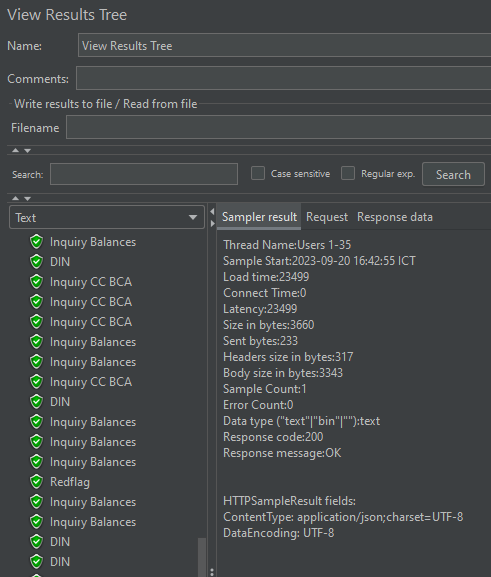 View Results Tree
Name: View Results Tree
Comments:
Write results to file / Read from file
Filename
Search: Case sensitive Regular exp. Search
Text
Inquiry Balances
DIN
Inquiry CC BCA
Inquiry CC BCA
Inquiry CC BCA
Inquiry Balances
Inquiry Balances
Inquiry CC BCA
DIN
Inquiry Balances
Inquiry Balances
Inquiry Balances
Redflag
Inquiry Balances
Inquiry Balances
DIN
DIN
Sampler result Request Response data
Thread Name:Users 1-35
Sample Start:2023-09-20 16:42:55 ICT
Load time:23499
Connect Time:0
Latency:23499
Size in bytes:3660
Sent bytes:233
Headers size in bytes:317
Body size in bytes:3343
Sample Count:1
Error Count:0
Data type ("text"|"bin"|""):text
Response code:200
Response message:OK
HTTPSampleResult fields:
ContentType: application/json;charset=UTF-8
DataEncoding: UTF-8